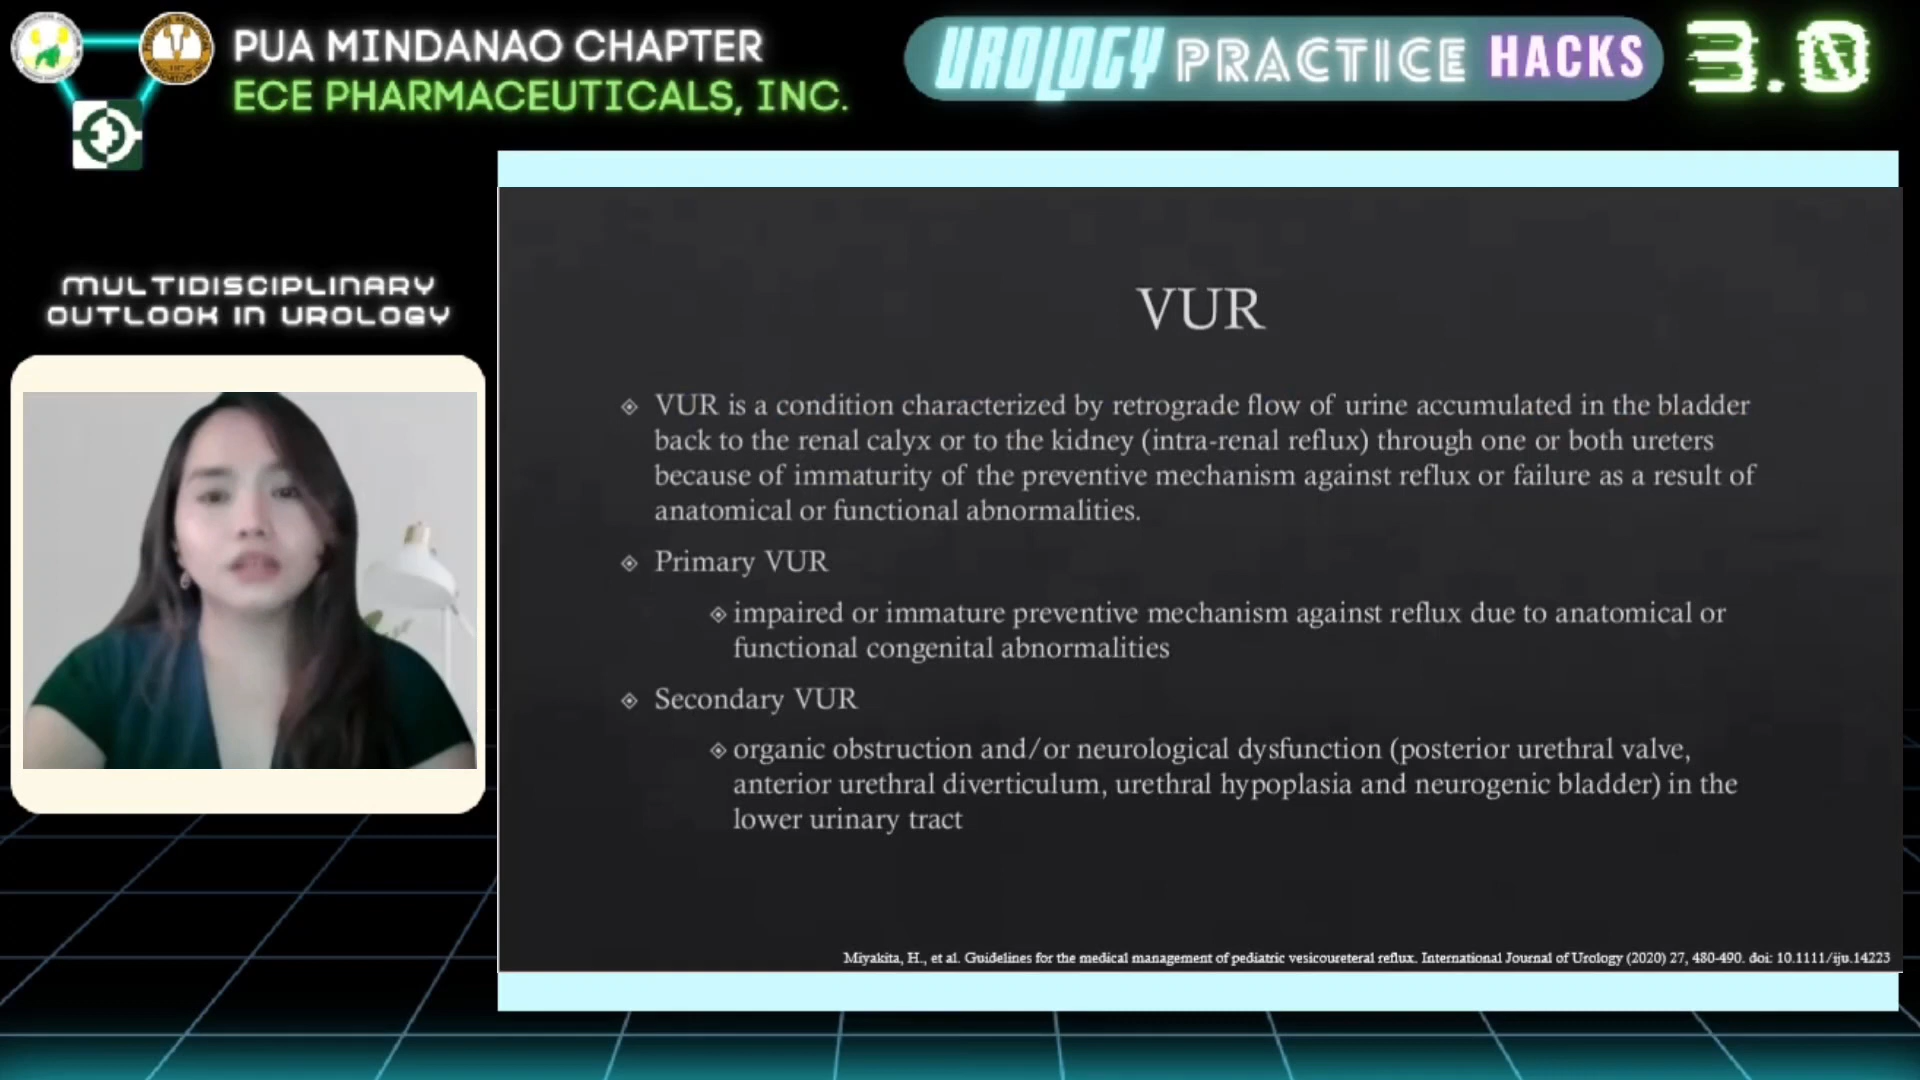 PUA MINDANAO CHAPTER
ECE PHARMACEUTICALS, INC.
UROLOGY PRACTICE HACKS 3.0
MULTIDISCIPLINARY
OUTLOOK IN UROLOGY
VUR
VUR is a condition characterized by retrograde flow of urine accumulated in the bladder
back to the renal calyx or to the kidney (intra-renal reflux) through one or both ureters
because of immaturity of the preventive mechanism against reflux or failure as a result of
anatomical or functional abnormalities.
Primary VUR
impaired or immature preventive mechanism against reflux due to anatomical or
functional congenital abnormalities
Secondary VUR
organic obstruction and/or neurological dysfunction (posterior urethral valve,
anterior urethral diverticulum, urethral hypoplasia and neurogenic bladder) in the
lower urinary tract
Miyakita, H., et al. Guidelines for the medical management of pediatric vesicoureteral reflux. International Journal of Urology (2020) 27, 480-490. doi: 10.1111/iju.14223